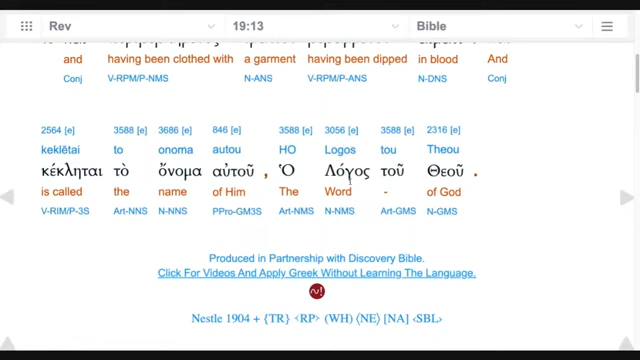 Rev 19:13 Bible
and having been clothed with a garment having been dipped in blood And
Conj V-RPM/P-NMS N-ANS V-RPM/P-ANS N-DNS Conj
2564 [e] 3588 [e] 3686 [e] 846 [e] 3588 [e] 3056 [e] 3588 [e] 2316 [e]
keklētai to onoma autou HO Logos tou Theou
κέκληται τὸ ὄνομα αὐτοῦ , Ὁ Λόγος τοῦ Θεοῦ .
is called the name of Him The Word - of God
V-RIM/P-3S Art-NNS N-NNS PPro-GM3S Art-NMS N-NMS Art-GMS N-GMS
Produced in Partnership with Discovery Bible.
Click For Videos and Apply Greek Without Learning The Language.
Nestle 1904 + {TR} ⧼RP⧽ (WH) 〈NE〉 [NA] ‹SBL›